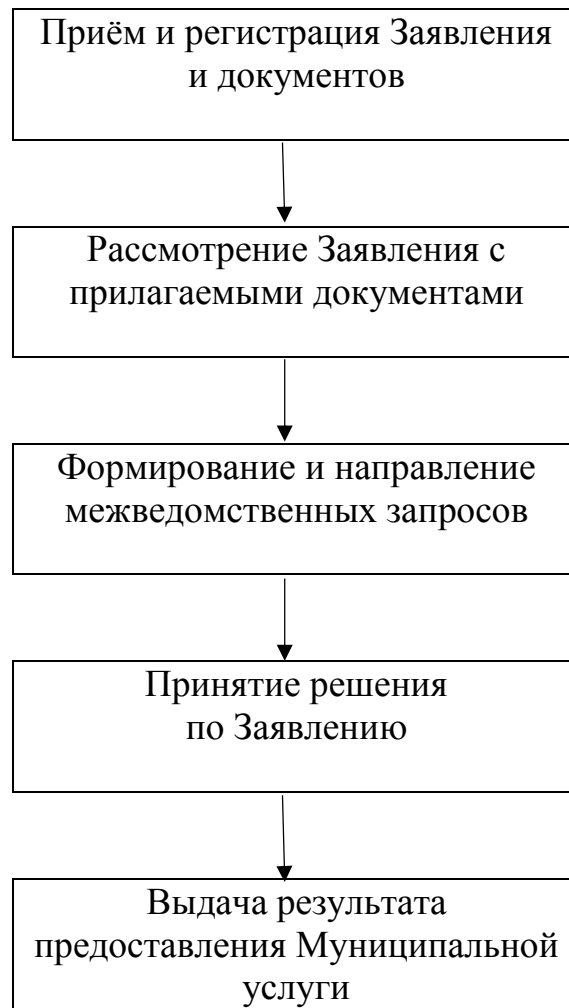 Приём и регистрация Заявления
и документов
Рассмотрение Заявления с
прилагаемыми документами
Формирование и направление
межведомственных запросов
Принятие решения
по Заявлению
Выдача результата
предоставления Муниципальной
услуги